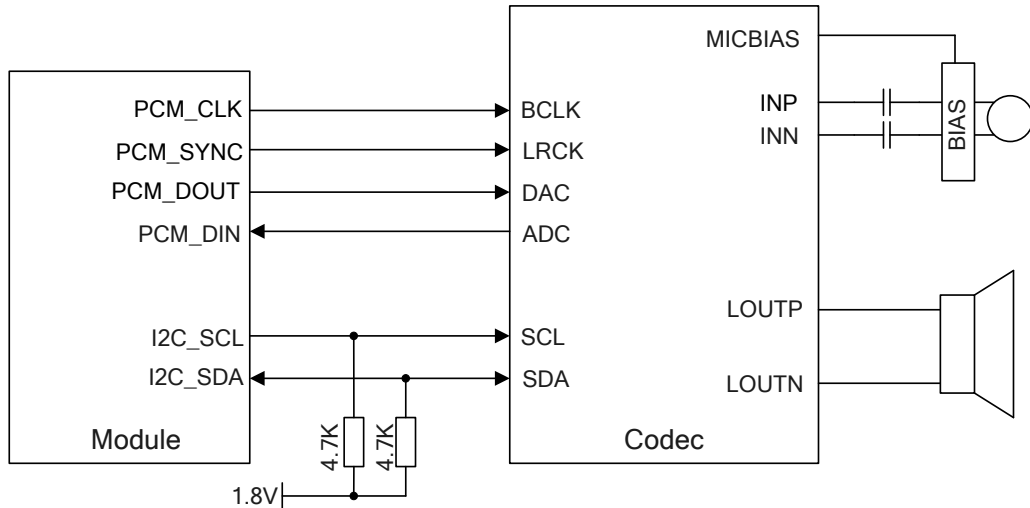 MICBIAS
PCM_CLK
BCLK
INP
PCM_SYNC
LRCK
INN
BIAS
PCM_DOUT
DAC
PCM_DIN
ADC
LOUTP
I2C_SCL
SCL
I2C_SDA
SDA
LOUTN
Module
4.7K
4.7K
Codec
1.8V